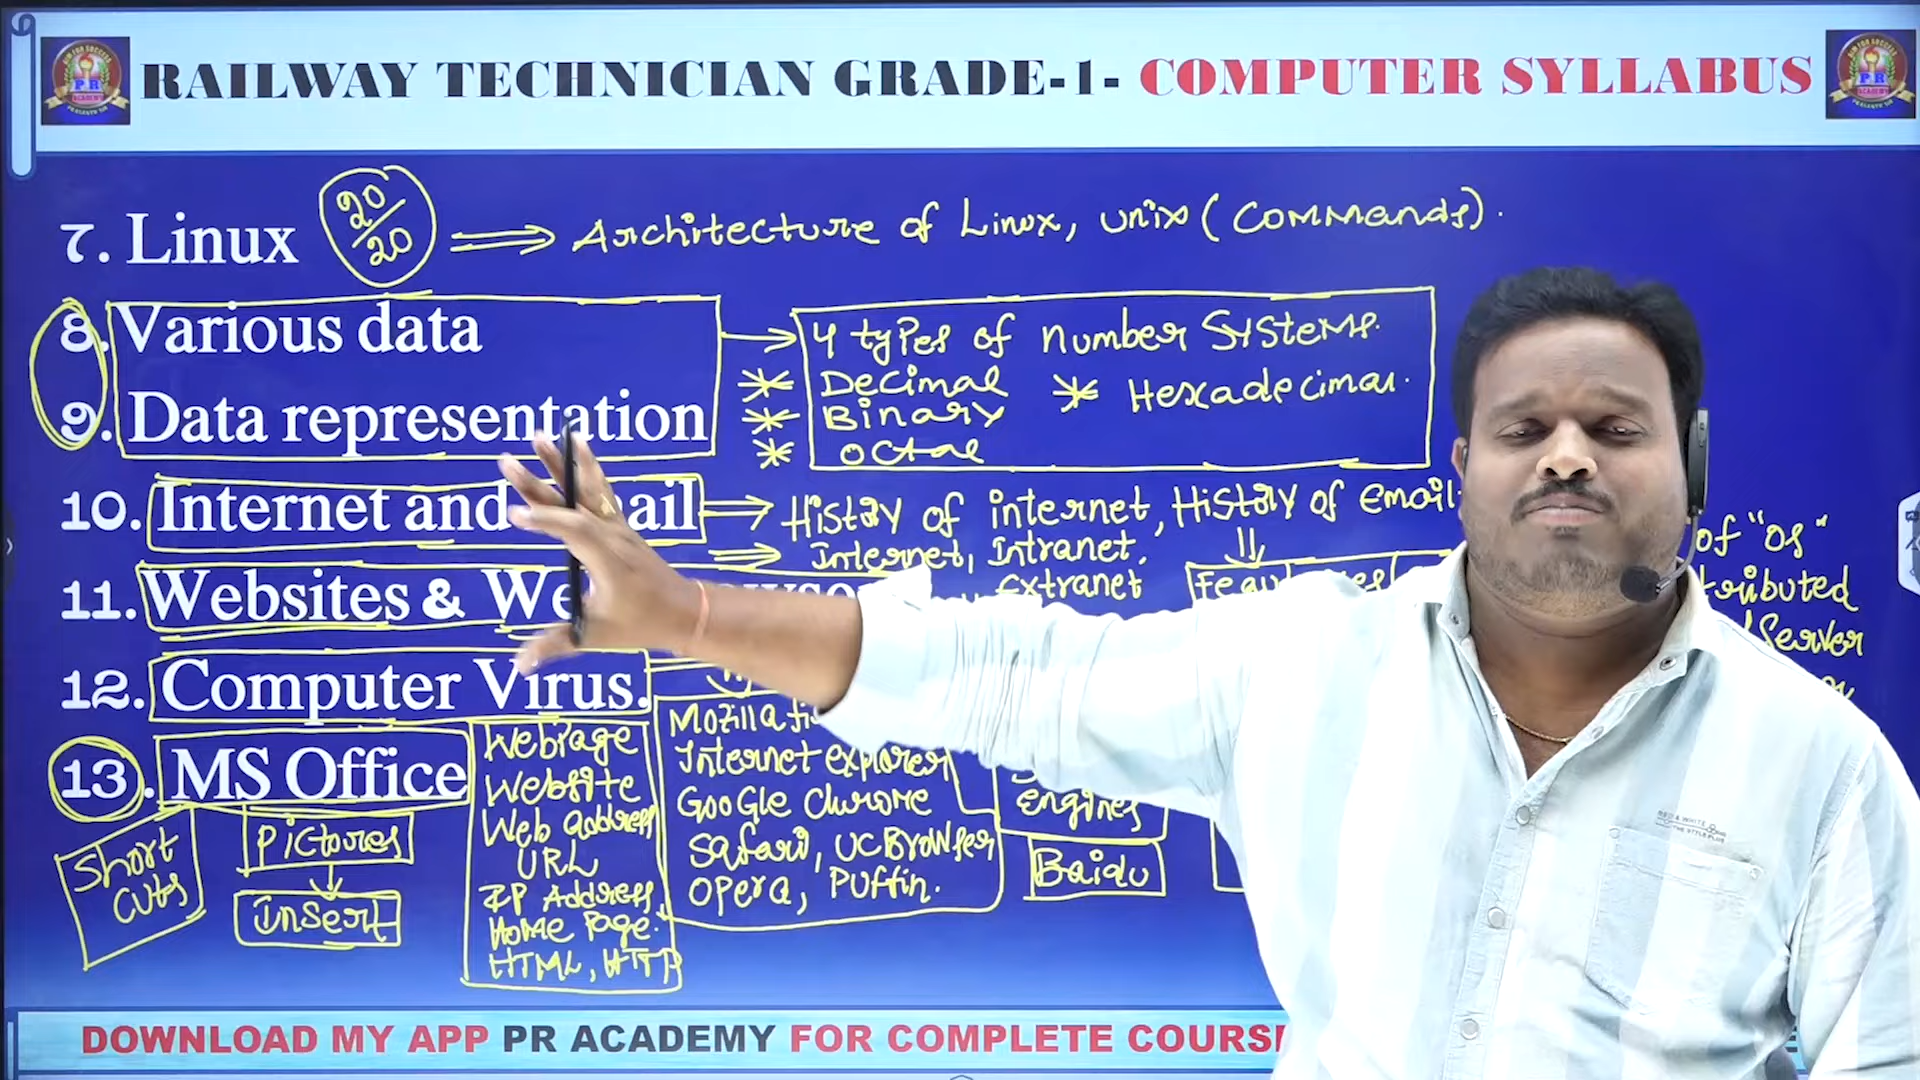 RAILWAY TECHNICIAN GRADE-1- COMPUTER SYLLABUS
7. Linux 20/20 ⟹ Architecture of Linux, Unix (Commands).
8. Various data
9. Data representation
4 types of number systems.
* Decimal * Hexadecimal.
* Binary
* Octal
10. Internet and
History of internet, History of email
Internet, Intranet,
Extranet
of "OS"
Server
11. Websites &
12. Computer Virus.
13. MS Office
Short cuts
Pictures
Insert
Webpage
Website
Web address
URL
IP Address
Home Page.
HTML, HTTP
Mozilla
Internet explorer
Google Chrome
Safari, UC Browser
Opera, Puffin.
Engines
Baidu
DOWNLOAD MY APP PR ACADEMY FOR COMPLETE